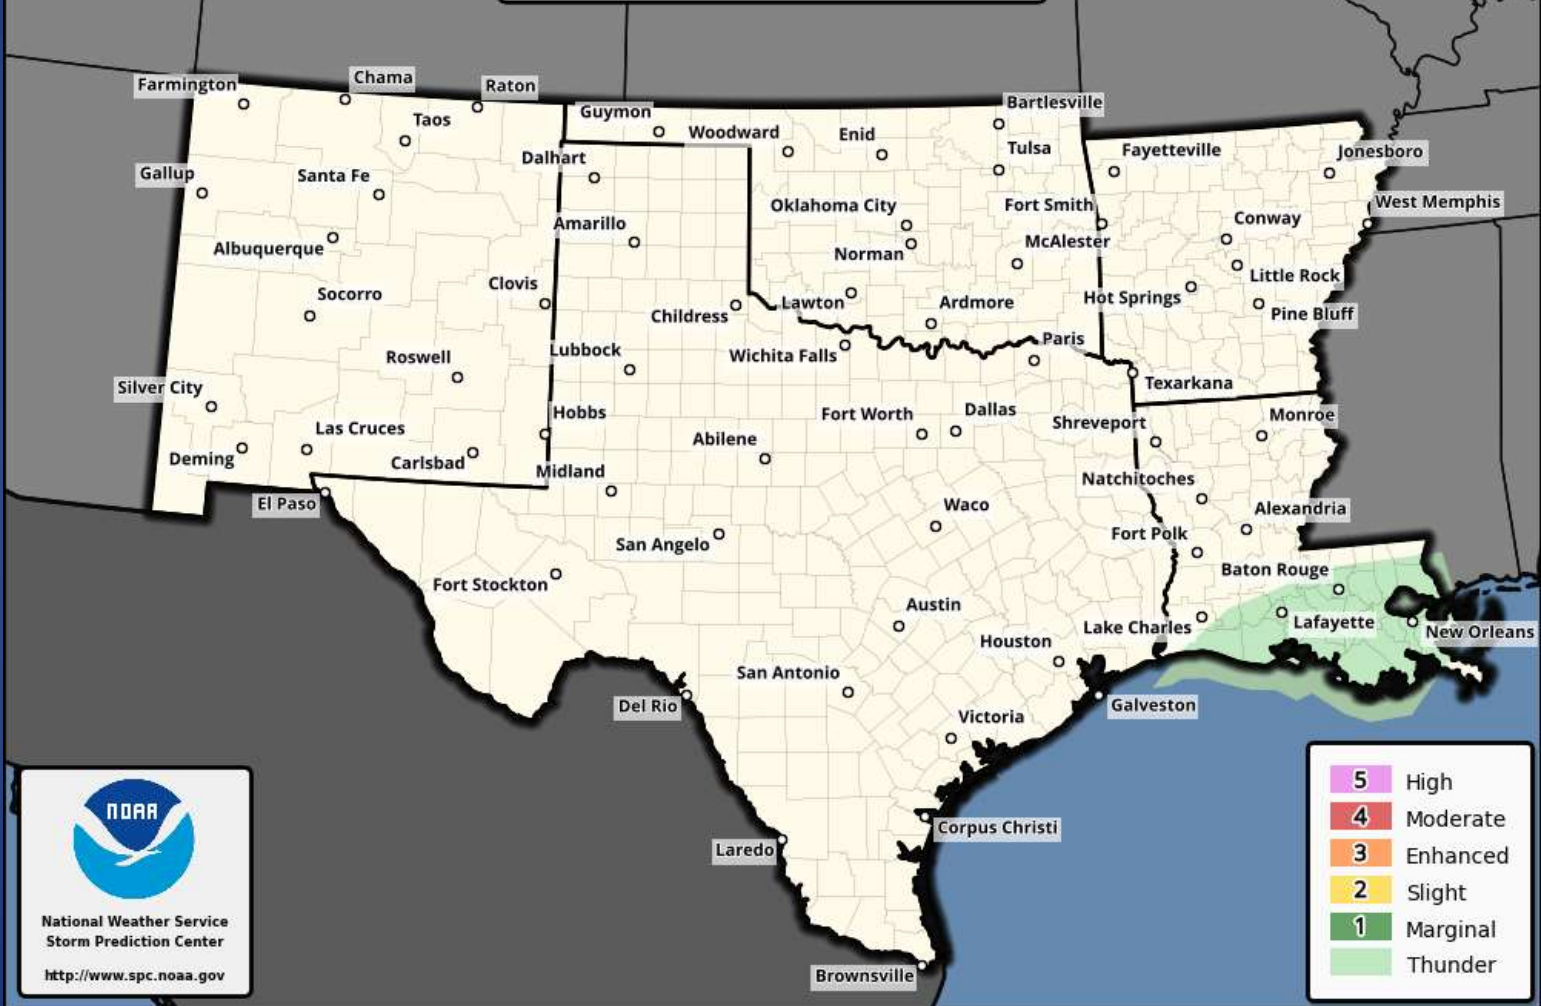 Farmington
Chama
Raton
Taos
Guymon
Woodward
Enid
Bartlesville
Tulsa
Fayetteville
Jonesboro
Dalhart
Gallup
Santa Fe
West Memphis
Oklahoma City
Fort Smith
Conway
Amarillo
Albuquerque
Norman
McAlester
Little Rock
Clovis
Socorro
Childress
Lawton
Ardmore
Hot Springs
Pine Bluff
Paris
Roswell
Lubbock
Wichita Falls
Texarkana
Silver City
Hobbs
Fort Worth
Dallas
Shreveport
Monroe
Las Cruces
Abilene
Deming
Carlsbad
Midland
Natchitoches
El Paso
Waco
Alexandria
San Angelo
Fort Polk
Fort Stockton
Baton Rouge
Austin
Lake Charles
Lafayette
New Orleans
Houston
San Antonio
Del Rio
Galveston
Victoria
Corpus Christi
Laredo
Brownsville
NOAA
National Weather Service
Storm Prediction Center
http://www.spc.noaa.gov
5 High
4 Moderate
3 Enhanced
2 Slight
1 Marginal
Thunder